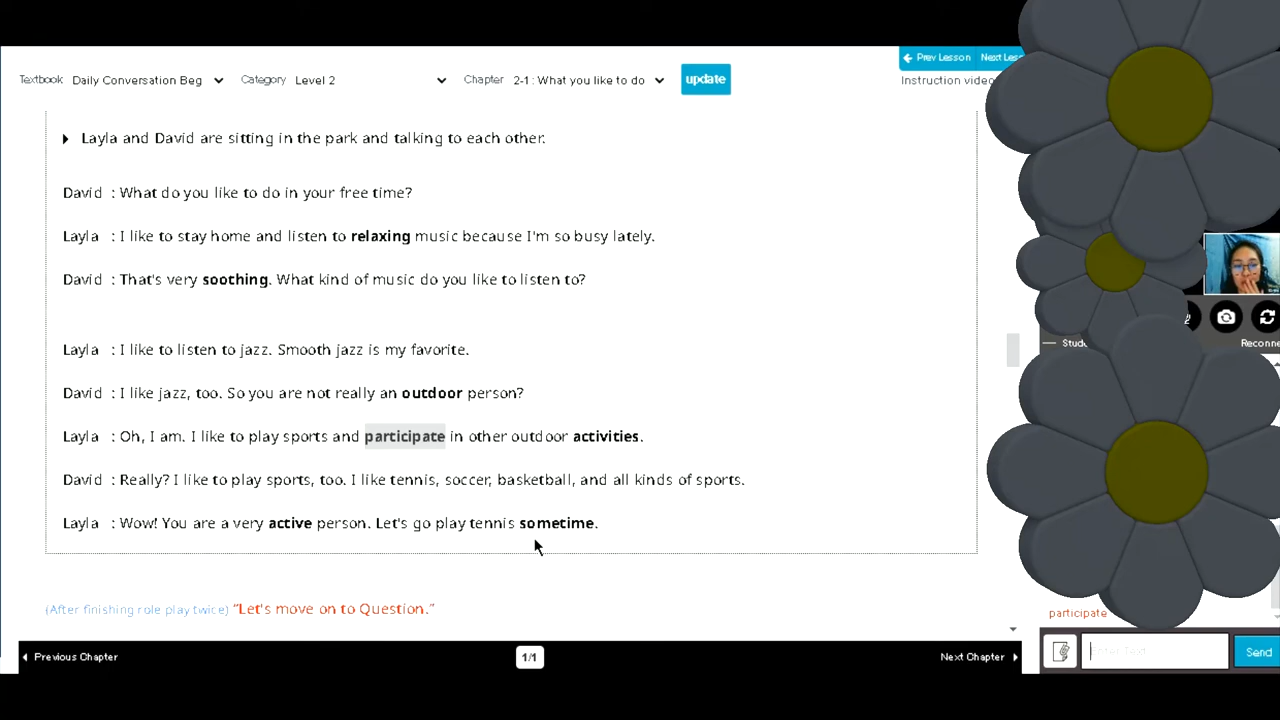 Prev Lesson Next Les
Textbook Daily Conversation Beg Category Level 2 Chapter 2-1 : What you like to do update Instruction video
Layla and David are sitting in the park and talking to each other.
David : What do you like to do in your free time?
Layla : I like to stay home and listen to relaxing music because I'm so busy lately.
David : That's very soothing. What kind of music do you like to listen to?
Layla : I like to listen to jazz. Smooth jazz is my favorite.
David : I like jazz, too. So you are not really an outdoor person?
Layla : Oh, I am. I like to play sports and participate in other outdoor activities.
David : Really? I like to play sports, too. I like tennis, soccer, basketball, and all kinds of sports.
Layla : Wow! You are a very active person. Let's go play tennis sometime.
(After finishing role play twice) "Let's move on to Question."
Previous Chapter 1/1 Next Chapter
Stude Reconne
participate
Enter Text Send